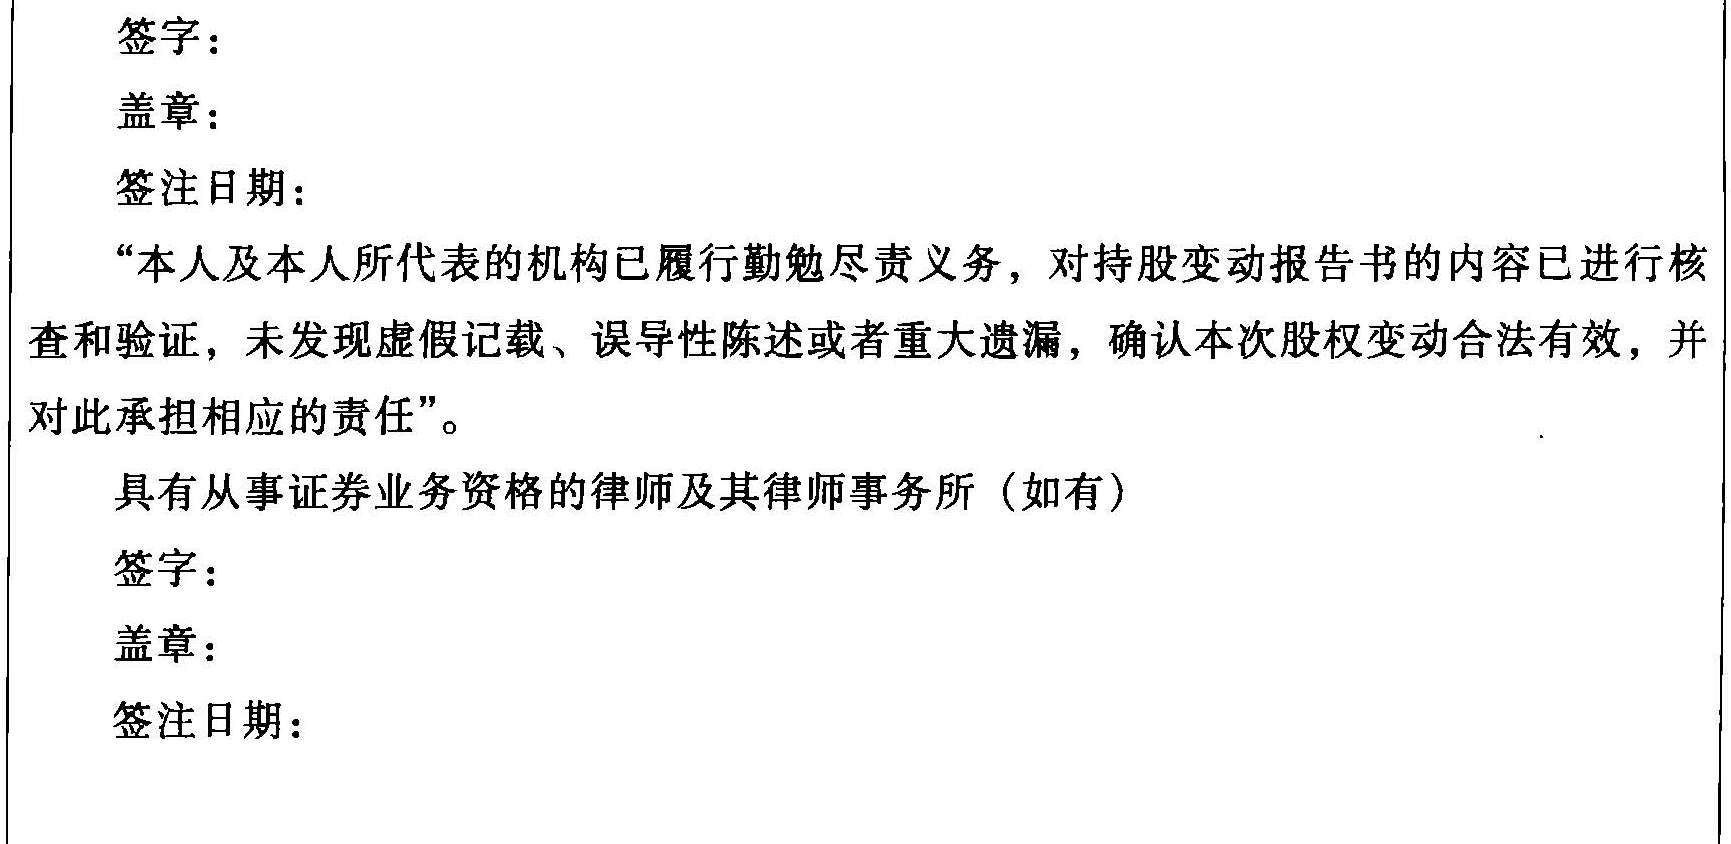 签字：
盖章：
签注日期：
“本人及本人所代表的机构已履行勤勉尽责义务，对持股变动报告书的内容已进行核
查和验证，未发现虚假记载、误导性陈述或者重大遗漏，确认本次股权变动合法有效，并
对此承担相应的责任”。
具有从事证券业务资格的律师及其律师事务所（如有）
签字：
盖章：
签注日期：